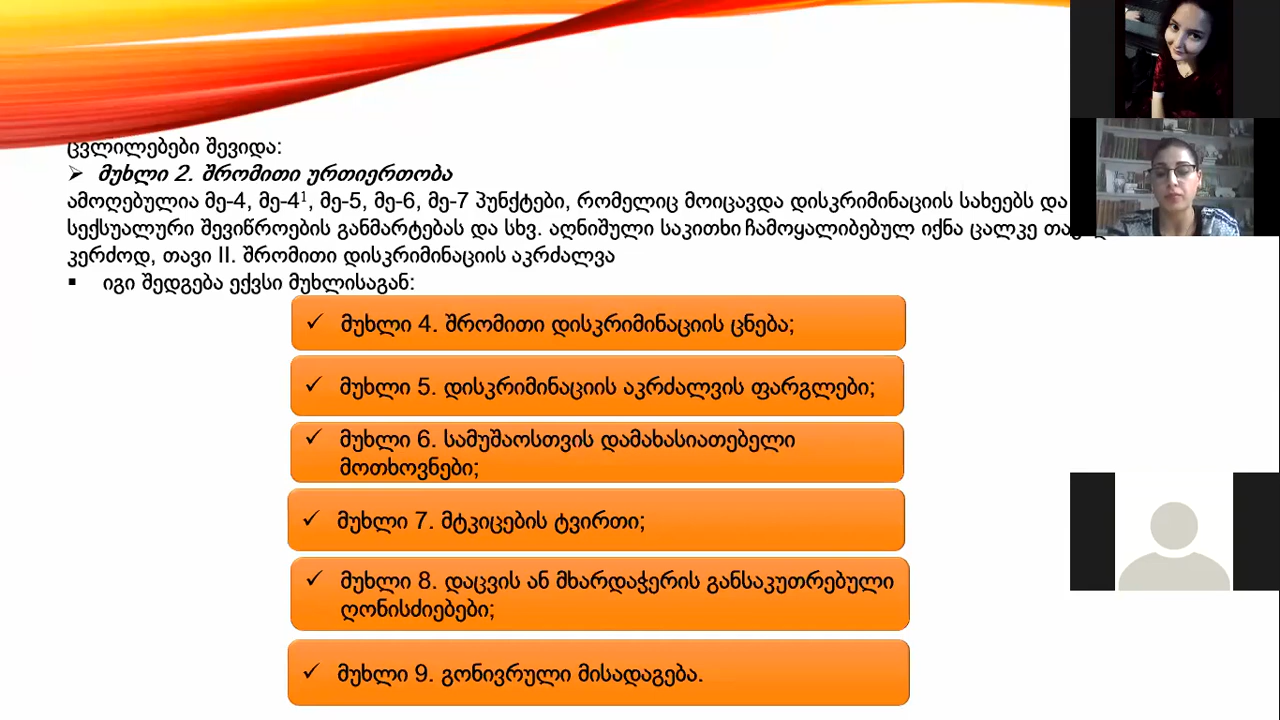 ცვლილებები შევიდა:
➢ მუხლი 2. შრომითი ურთიერთობა
ამოღებულია მე-4, მე-4¹, მე-5, მე-6, მე-7 პუნქტები, რომელიც მოიცავდა დისკრიმინაციის სახეებს და
სექსუალური შევიწროების განმარტებას და სხვ. აღნიშული საკითხი ჩამოყალიბებულ იქნა ცალკე
კერძოდ, თავი II. შრომითი დისკრიმინაციის აკრძალვა
▪ იგი შედგება ექვსი მუხლისაგან:
✓ მუხლი 4. შრომითი დისკრიმინაციის ცნება;
✓ მუხლი 5. დისკრიმინაციის აკრძალვის ფარგლები;
✓ მუხლი 6. სამუშაოსთვის დამახასიათებელი
მოთხოვნები;
✓ მუხლი 7. მტკიცების ტვირთი;
✓ მუხლი 8. დაცვის ან მხარდაჭერის განსაკუთრებული
ღონისძიებები;
✓ მუხლი 9. გონივრული მისადაგება.